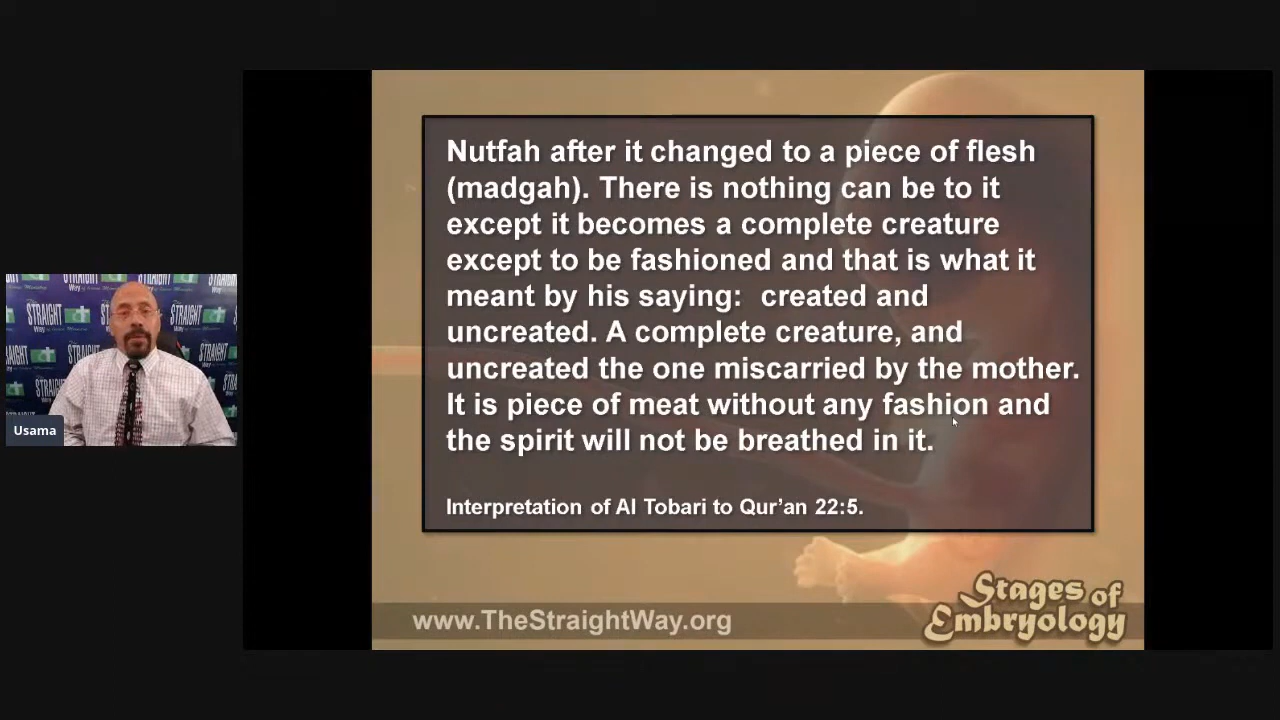 Nutfah after it changed to a piece of flesh
(madgah). There is nothing can be to it
except it becomes a complete creature
except to be fashioned and that is what it
meant by his saying:  created and
uncreated. A complete creature, and
uncreated the one miscarried by the mother.
It is piece of meat without any fashion and
the spirit will not be breathed in it.
Interpretation of Al Tobari to Qur’an 22:5.
www.TheStraightWay.org
Stages of
Embryology
STRAIGHT
Usama